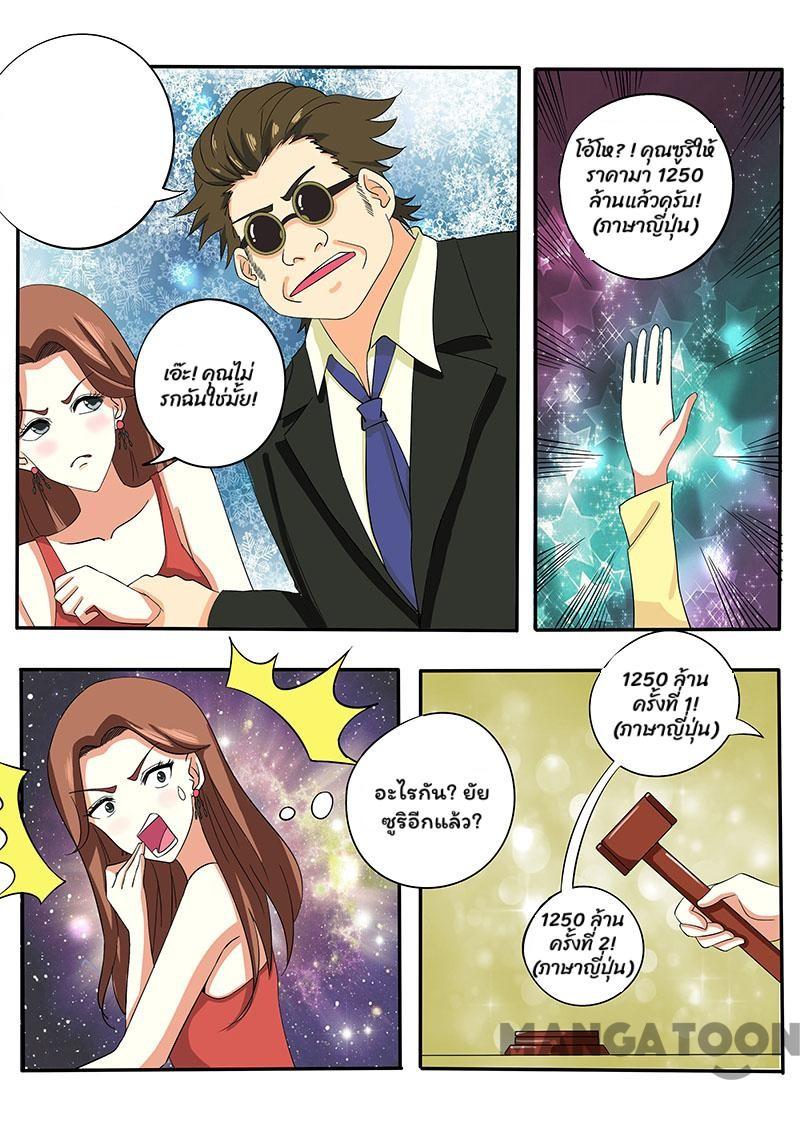 เอ๊ะ! คุณไม่
รกฉันใช่มั้ย!
โอ้โห?! คุณซูริให้
ราคามา 1250
ล้านแล้วครับ!
(ภาษาญี่ปุ่น)
อะไรกัน? ยัย
ซูริอีกแล้ว?
1250 ล้าน
ครั้งที่ 1!
(ภาษาญี่ปุ่น)
1250 ล้าน
ครั้งที่ 2!
(ภาษาญี่ปุ่น)
MANGATOON